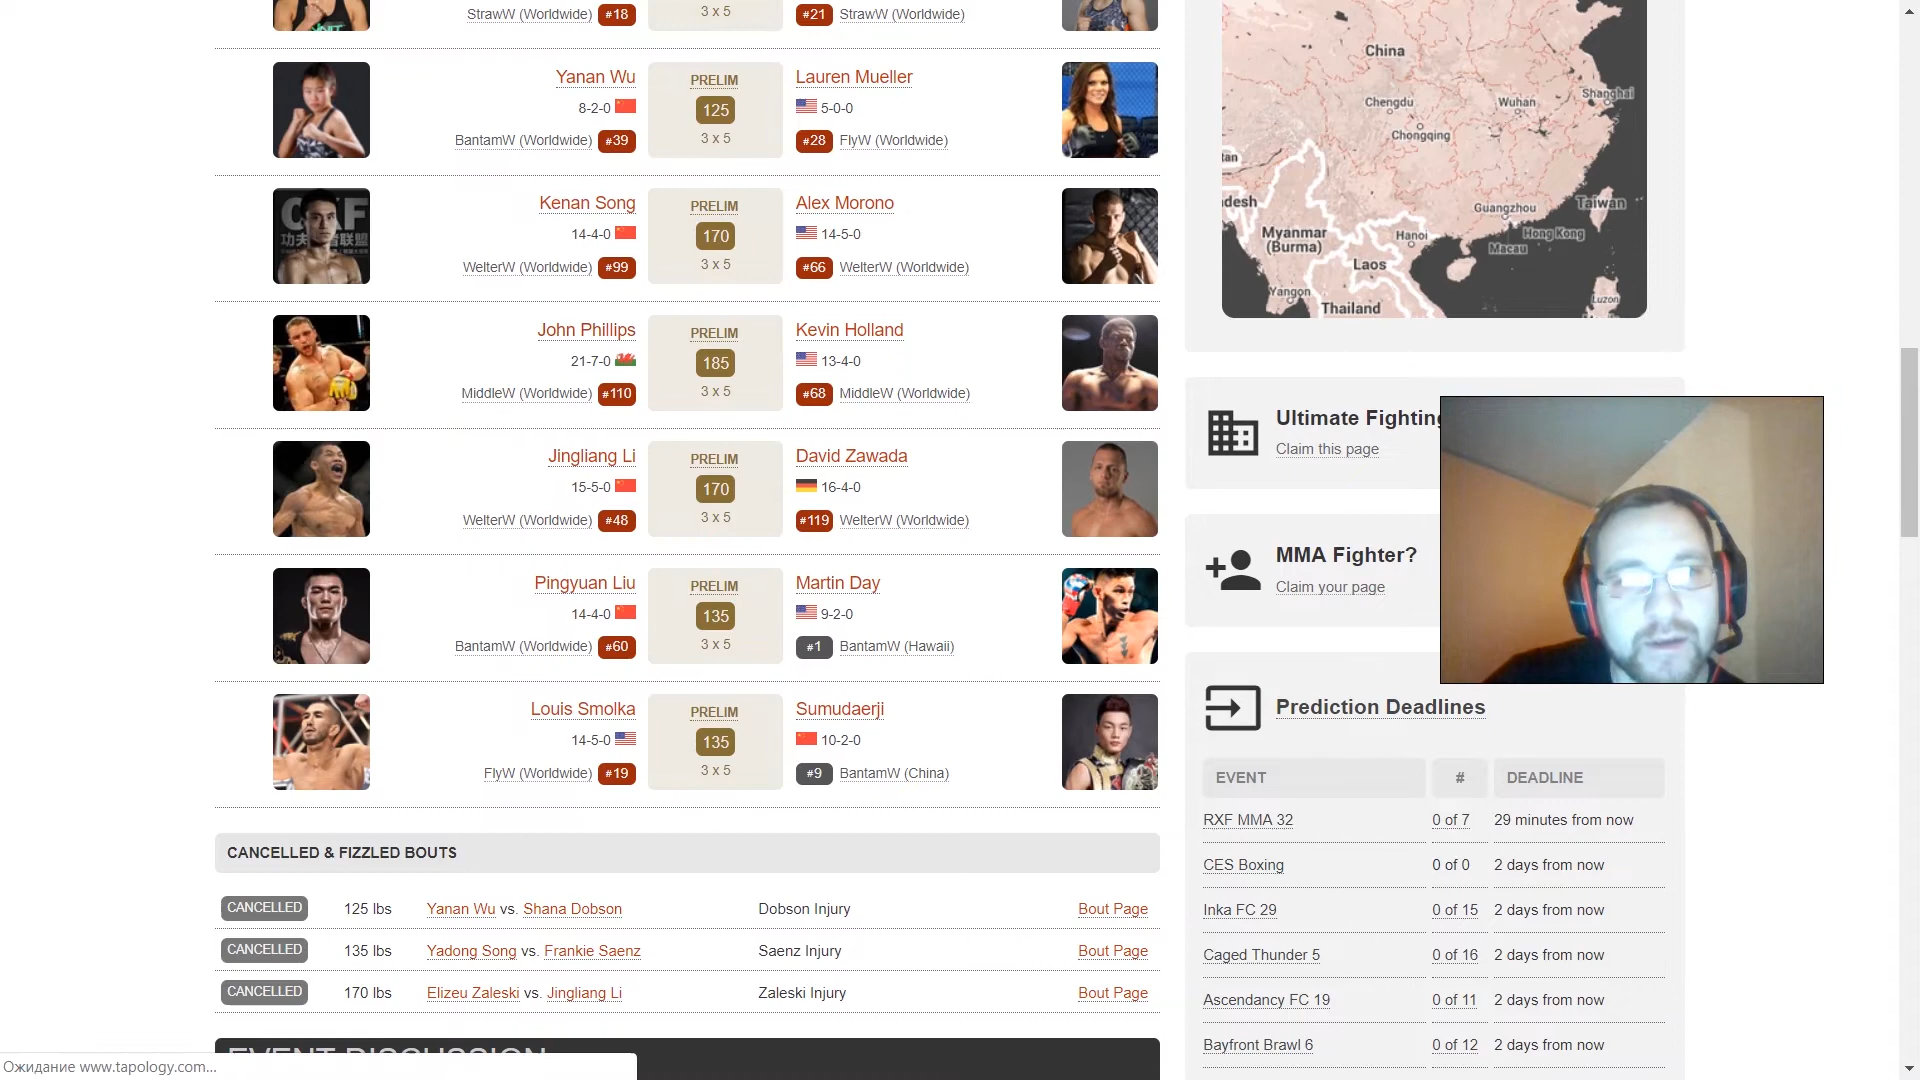 StrawW (Worldwide) #18
3 x 5
#21 StrawW (Worldwide)
Yanan Wu
8-2-0
BantamW (Worldwide) #39
PRELIM
125
3 x 5
Lauren Mueller
5-0-0
#28 FlyW (Worldwide)
Kenan Song
14-4-0
WelterW (Worldwide) #99
PRELIM
170
3 x 5
Alex Morono
14-5-0
#66 WelterW (Worldwide)
John Phillips
21-7-0
MiddleW (Worldwide) #110
PRELIM
185
3 x 5
Kevin Holland
13-4-0
#68 MiddleW (Worldwide)
Jingliang Li
15-5-0
WelterW (Worldwide) #48
PRELIM
170
3 x 5
David Zawada
16-4-0
#119 WelterW (Worldwide)
Pingyuan Liu
14-4-0
BantamW (Worldwide) #60
PRELIM
135
3 x 5
Martin Day
9-2-0
#1 BantamW (Hawaii)
Louis Smolka
14-5-0
FlyW (Worldwide) #19
PRELIM
135
3 x 5
Sumudaerji
10-2-0
#9 BantamW (China)
CANCELLED & FIZZLED BOUTS
CANCELLED 125 lbs Yanan Wu vs. Shana Dobson Dobson Injury Bout Page
CANCELLED 135 lbs Yadong Song vs. Frankie Saenz Saenz Injury Bout Page
CANCELLED 170 lbs Elizeu Zaleski vs. Jingliang Li Zaleski Injury Bout Page
EVENT DISCUSSION
Ожидание www.tapology.com...
China
Shanghai
Chengdu
Wuhan
Chongqing
tan
desh
Guangzhou
Taiwan
Myanmar
(Burma)
Hanoi
Hong Kong
Macau
Laos
Yangon
Luzon
Thailand
Ultimate Fighting
Claim this page
MMA Fighter?
Claim your page
Prediction Deadlines
EVENT # DEADLINE
RXF MMA 32 0 of 7 29 minutes from now
CES Boxing 0 of 0 2 days from now
Inka FC 29 0 of 15 2 days from now
Caged Thunder 5 0 of 16 2 days from now
Ascendancy FC 19 0 of 11 2 days from now
Bayfront Brawl 6 0 of 12 2 days from now